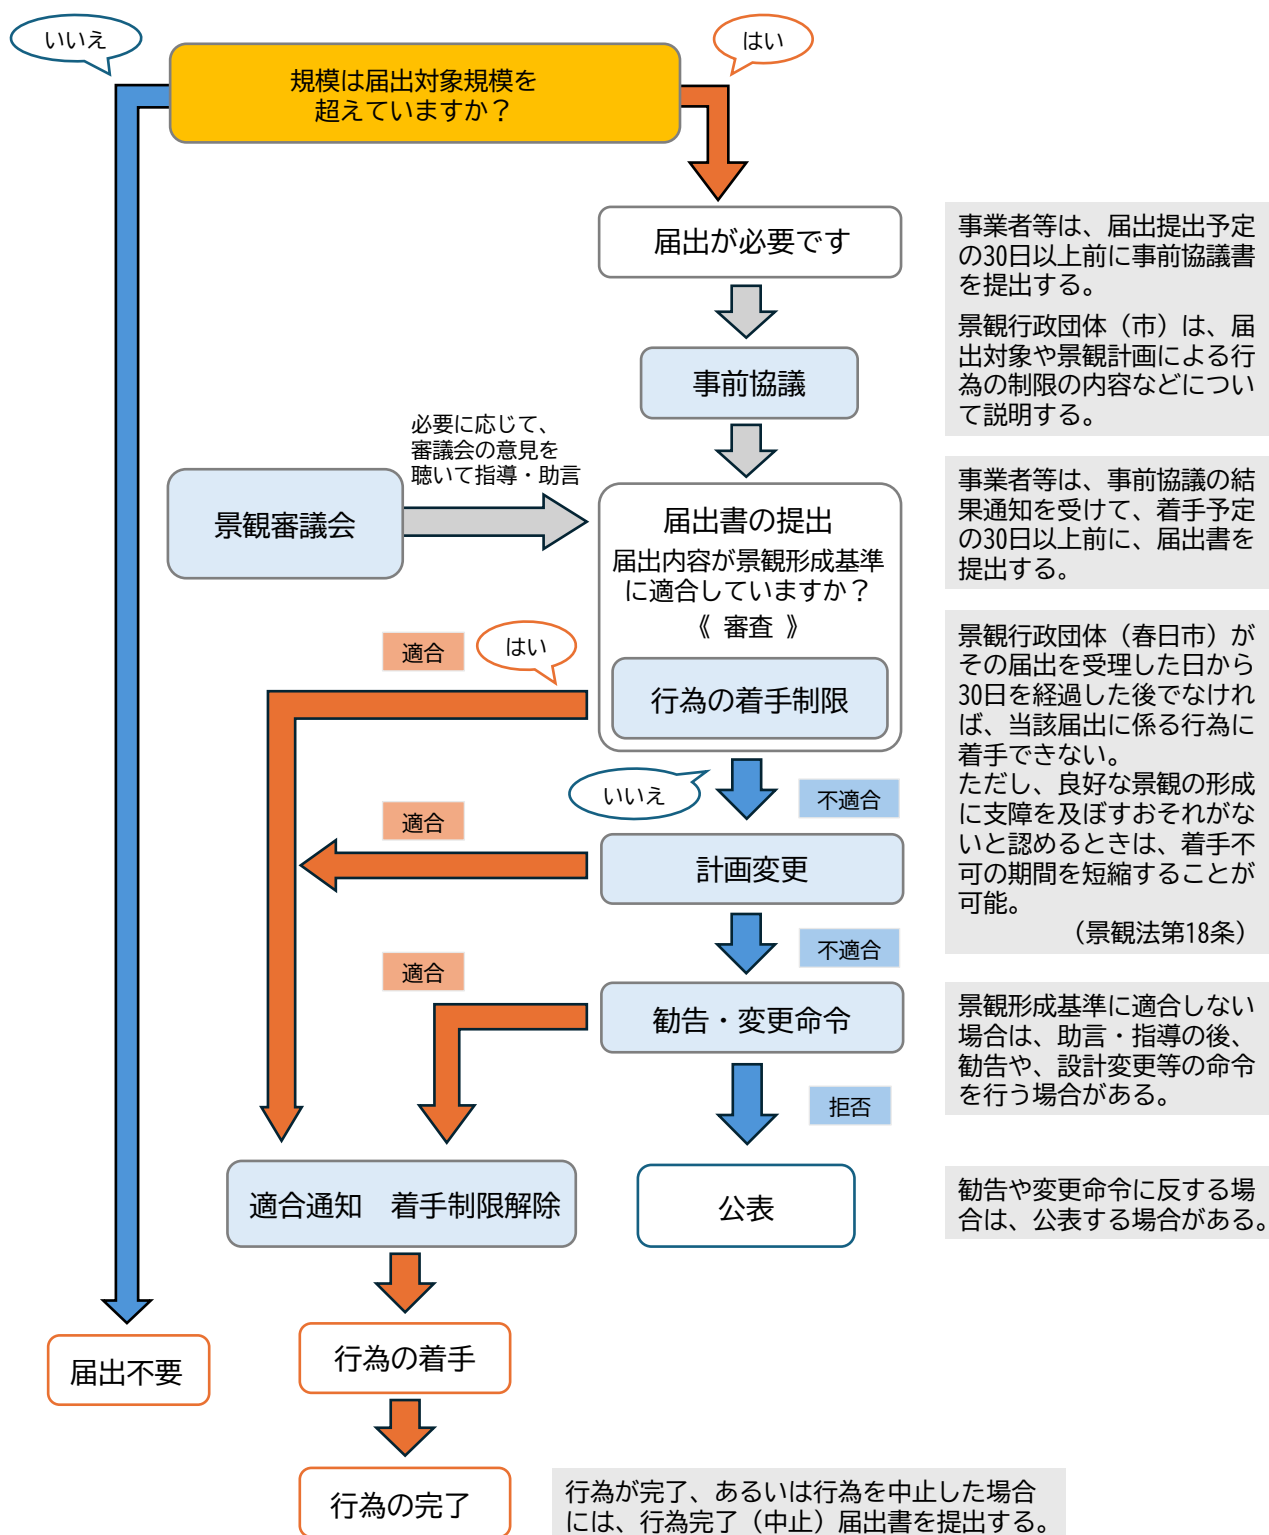 いいえ
はい
規模は届出対象規模を
超えていますか？
届出が必要です
事業者等は、届出提出予定
の30日以上前に事前協議書
を提出する。
景観行政団体（市）は、届
出対象や景観計画による行
為の制限の内容などについ
て説明する。
事前協議
必要に応じて、
審議会の意見を
聴いて指導・助言
景観審議会
届出書の提出
届出内容が景観形成基準
に適合していますか？
《 審査 》
行為の着手制限
事業者等は、事前協議の結
果通知を受けて、着手予定
の30日以上前に、届出書を
提出する。
適合
はい
景観行政団体（春日市）が
その届出を受理した日から
30日を経過した後でなけれ
ば、当該届出に係る行為に
着手できない。
ただし、良好な景観の形成
に支障を及ぼすおそれがな
いと認めるときは、着手不
可の期間を短縮することが
可能。
（景観法第18条）
いいえ
不適合
適合
計画変更
不適合
適合
勧告・変更命令
景観形成基準に適合しない
場合は、助言・指導の後、
勧告や、設計変更等の命令
を行う場合がある。
拒否
適合通知　着手制限解除
公表
勧告や変更命令に反する場
合は、公表する場合がある。
届出不要
行為の着手
行為の完了
行為が完了、あるいは行為を中止した場合
には、行為完了（中止）届出書を提出する。